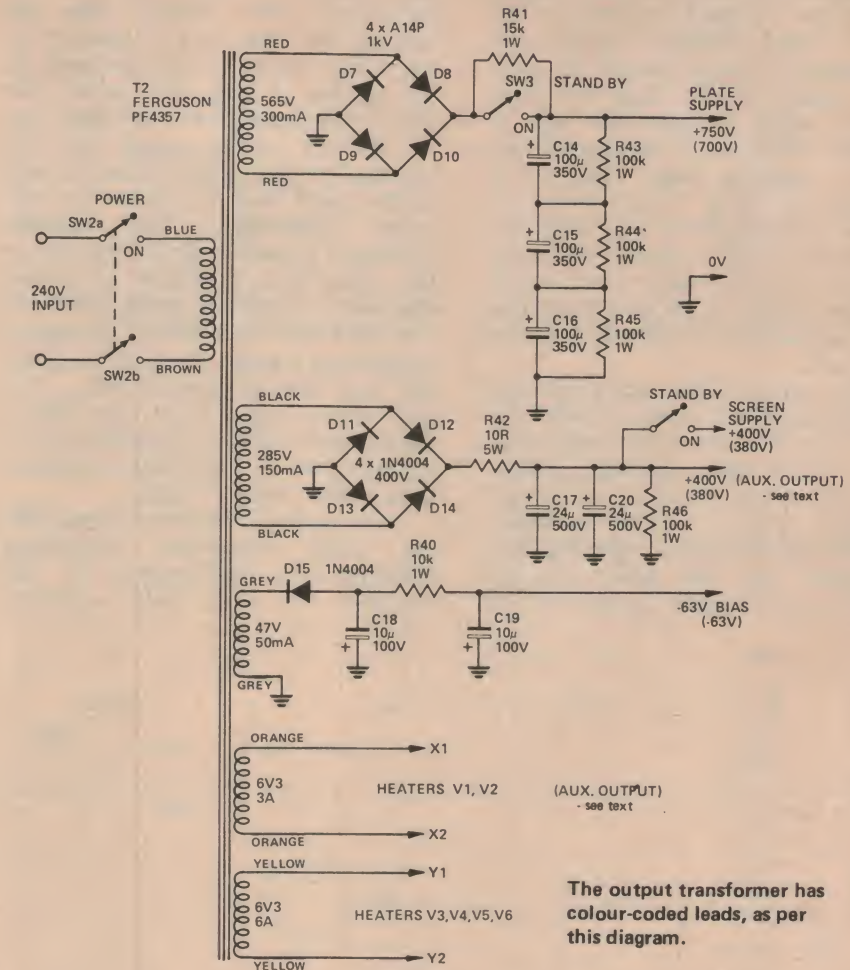 R41
15k
1W
4 x A14P
1kV
RED
D7
D8
SW3
STAND BY
ON
T2
FERGUSON
PF4357
565V
300mA
D9
D10
RED
PLATE
SUPPLY
+750V
(700V)
+
C14
100µ
350V
R43
100k
1W
POWER
SW2a
ON
BLUE
+
C15
100µ
350V
R44
100k
1W
0V
240V
INPUT
+
C16
100µ
350V
R45
100k
1W
SW2b
BROWN
BLACK
D11
D12
R42
10R
5W
STAND BY
ON
SCREEN
SUPPLY
+400V
(380V)
285V
150mA
4 x 1N4004
400V
D13
D14
BLACK
+400V (AUX. OUTPUT)
(380V) - see text
+
C17
24µ
500V
+
C20
24µ
500V
R46
100k
1W
GREY
D15 1N4004
R40
10k
1W
47V
50mA
C18
10µ
100V
+
C19
10µ
100V
+
-63V BIAS
(-63V)
GREY
ORANGE
X1
6V3
3A
HEATERS V1, V2
(AUX. OUTPUT)
- see text
X2
ORANGE
YELLOW
Y1
6V3
6A
HEATERS V3,V4,V5,V6
Y2
YELLOW
The output transformer has
colour-coded leads, as per
this diagram.